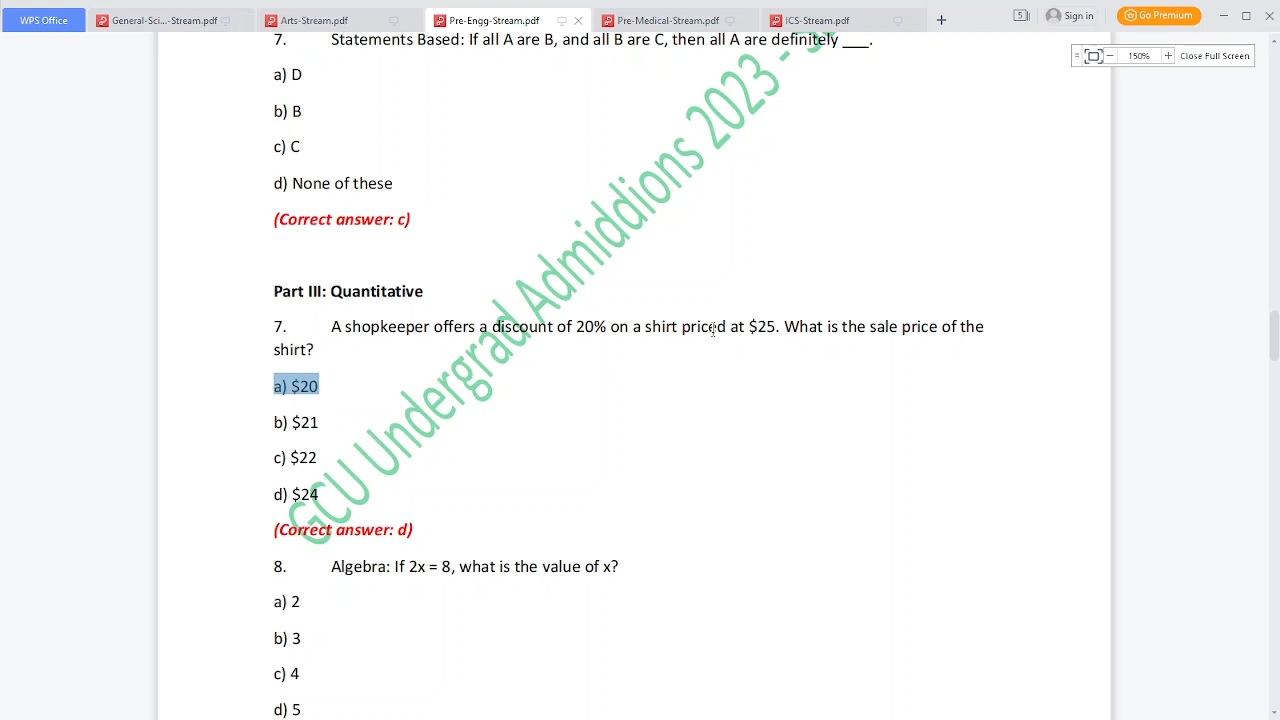 WPS Office
General-Sci...-Stream.pdf
Arts-Stream.pdf
Pre-Engg-Stream.pdf
Pre-Medical-Stream.pdf
ICS-Stream.pdf
5
Sign in
Go Premium
150%
Close Full Screen
7. Statements Based: If all A are B, and all B are C, then all A are definitely ___.
a) D
b) B
c) C
d) None of these
(Correct answer: c)
Part III: Quantitative
7. A shopkeeper offers a discount of 20% on a shirt priced at $25. What is the sale price of the
shirt?
a) $20
b) $21
c) $22
d) $24
(Correct answer: d)
8. Algebra: If 2x = 8, what is the value of x?
a) 2
b) 3
c) 4
d) 5
GCU Undergrad Admiddions 2023 -